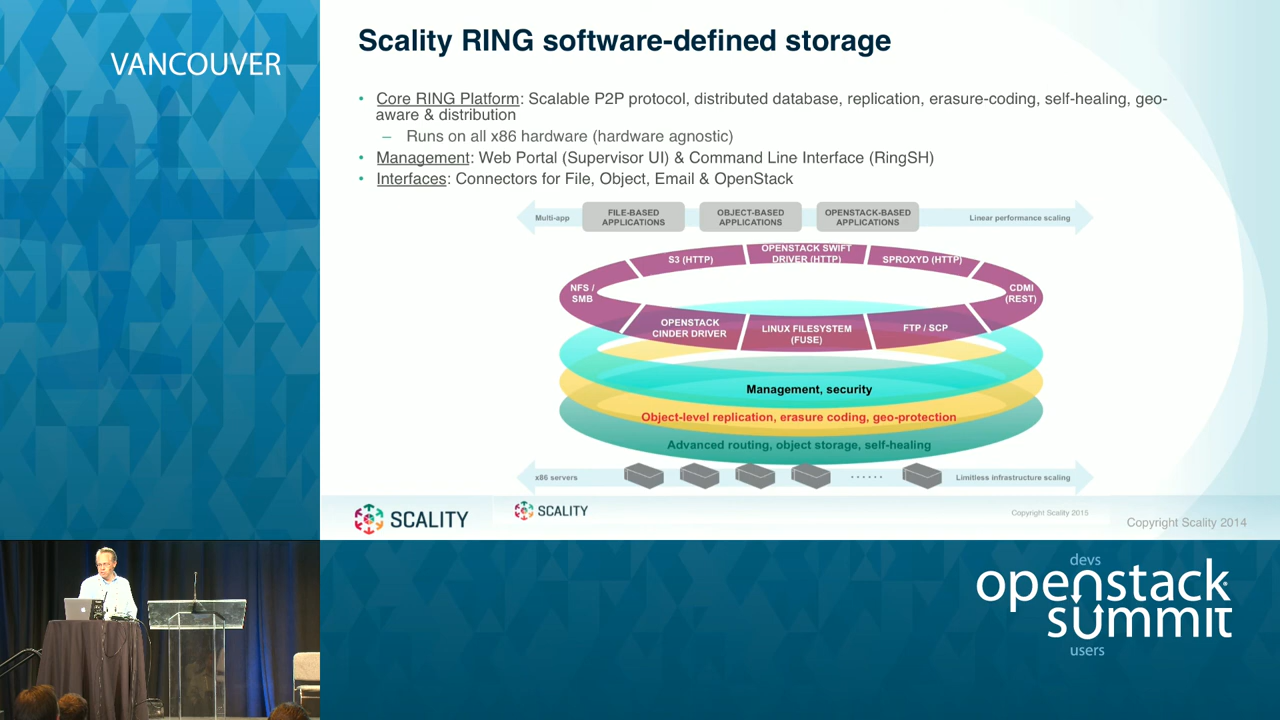 VANCOUVER
Scality RING software-defined storage
• Core RING Platform: Scalable P2P protocol, distributed database, replication, erasure-coding, self-healing, geo-
aware & distribution
– Runs on all x86 hardware (hardware agnostic)
• Management: Web Portal (Supervisor UI) & Command Line Interface (RingSH)
• Interfaces: Connectors for File, Object, Email & OpenStack
Multi-app
FILE-BASED
APPLICATIONS
OBJECT-BASED
APPLICATIONS
OPENSTACK-BASED
APPLICATIONS
Linear performance scaling
NFS /
SMB
S3 (HTTP)
OPENSTACK SWIFT
DRIVER (HTTP)
SPROXYD (HTTP)
CDMI
(REST)
OPENSTACK
CINDER DRIVER
LINUX FILESYSTEM
(FUSE)
FTP / SCP
Management, security
Object-level replication, erasure coding, geo-protection
Advanced routing, object storage, self-healing
x86 servers
......
Limitless infrastructure scaling
SCALITY
SCALITY
Copyright Scality 2015
Copyright Scality 2014
devs
openstack
summit
users